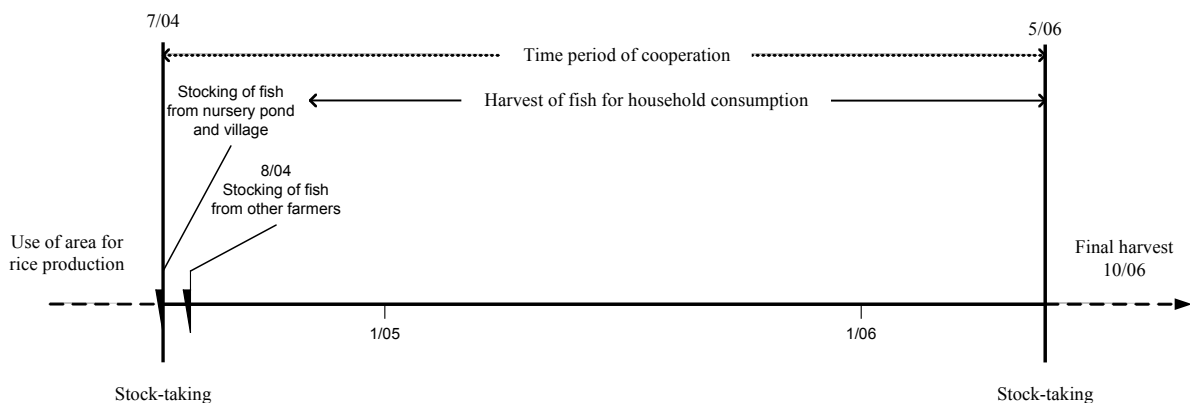 7/04
5/06
Time period of cooperation
Stocking of fish
from nursery pond
and village
Harvest of fish for household consumption
8/04
Stocking of fish
from other farmers
Use of area for
rice production
Final harvest
10/06
1/05
1/06
Stock-taking
Stock-taking